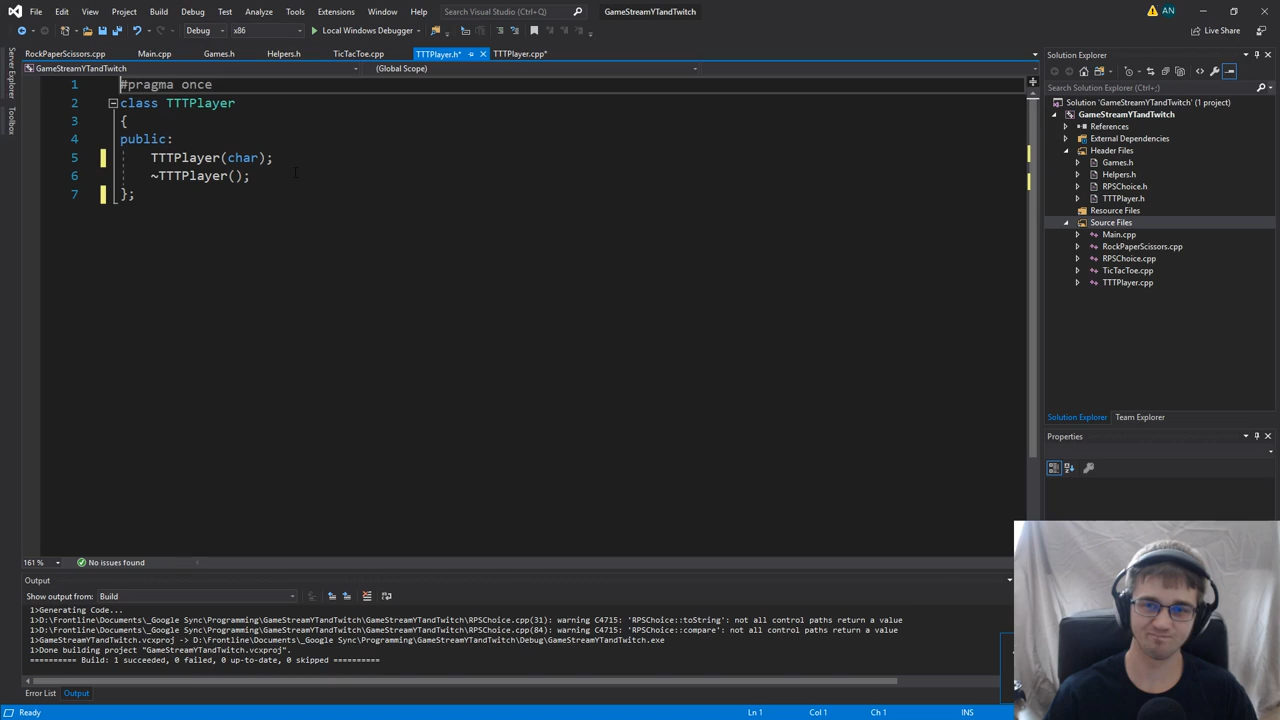 File Edit View Project Build Debug Test Analyze Tools Extensions Window Help Search Visual Studio (Ctrl+Q) GameStreamYTandTwitch AN
Debug x86 Local Windows Debugger Live Share
Server Explorer
Toolbox
RockPaperScissors.cpp Main.cpp Games.h Helpers.h TicTacToe.cpp TTTPlayer.h* TTTPlayer.cpp*
GameStreamYTandTwitch (Global Scope)
1 #pragma once
2 class TTTPlayer
3 {
4 public:
5 TTTPlayer(char);
6 ~TTTPlayer();
7 };
161 % No issues found
Output
Show output from: Build
1>Generating Code...
1>D:\Frontline\Documents\_Google Sync\Programming\GameStreamYTandTwitch\GameStreamYTandTwitch\RPSChoice.cpp(31): warning C4715: 'RPSChoice::toString': not all control paths return a value
1>D:\Frontline\Documents\_Google Sync\Programming\GameStreamYTandTwitch\GameStreamYTandTwitch\RPSChoice.cpp(84): warning C4715: 'RPSChoice::compare': not all control paths return a value
1>GameStreamYTandTwitch.vcxproj -> D:\Frontline\Documents\_Google Sync\Programming\GameStreamYTandTwitch\Debug\GameStreamYTandTwitch.exe
1>Done building project "GameStreamYTandTwitch.vcxproj".
========== Build: 1 succeeded, 0 failed, 0 up-to-date, 0 skipped ==========
Error List Output
Ready Ln 1 Col 1 Ch 1 INS
Solution Explorer
Search Solution Explorer (Ctrl+;)
Solution 'GameStreamYTandTwitch' (1 project)
GameStreamYTandTwitch
References
External Dependencies
Header Files
Games.h
Helpers.h
RPSChoice.h
TTTPlayer.h
Resource Files
Source Files
Main.cpp
RockPaperScissors.cpp
RPSChoice.cpp
TicTacToe.cpp
TTTPlayer.cpp
Solution Explorer Team Explorer
Properties